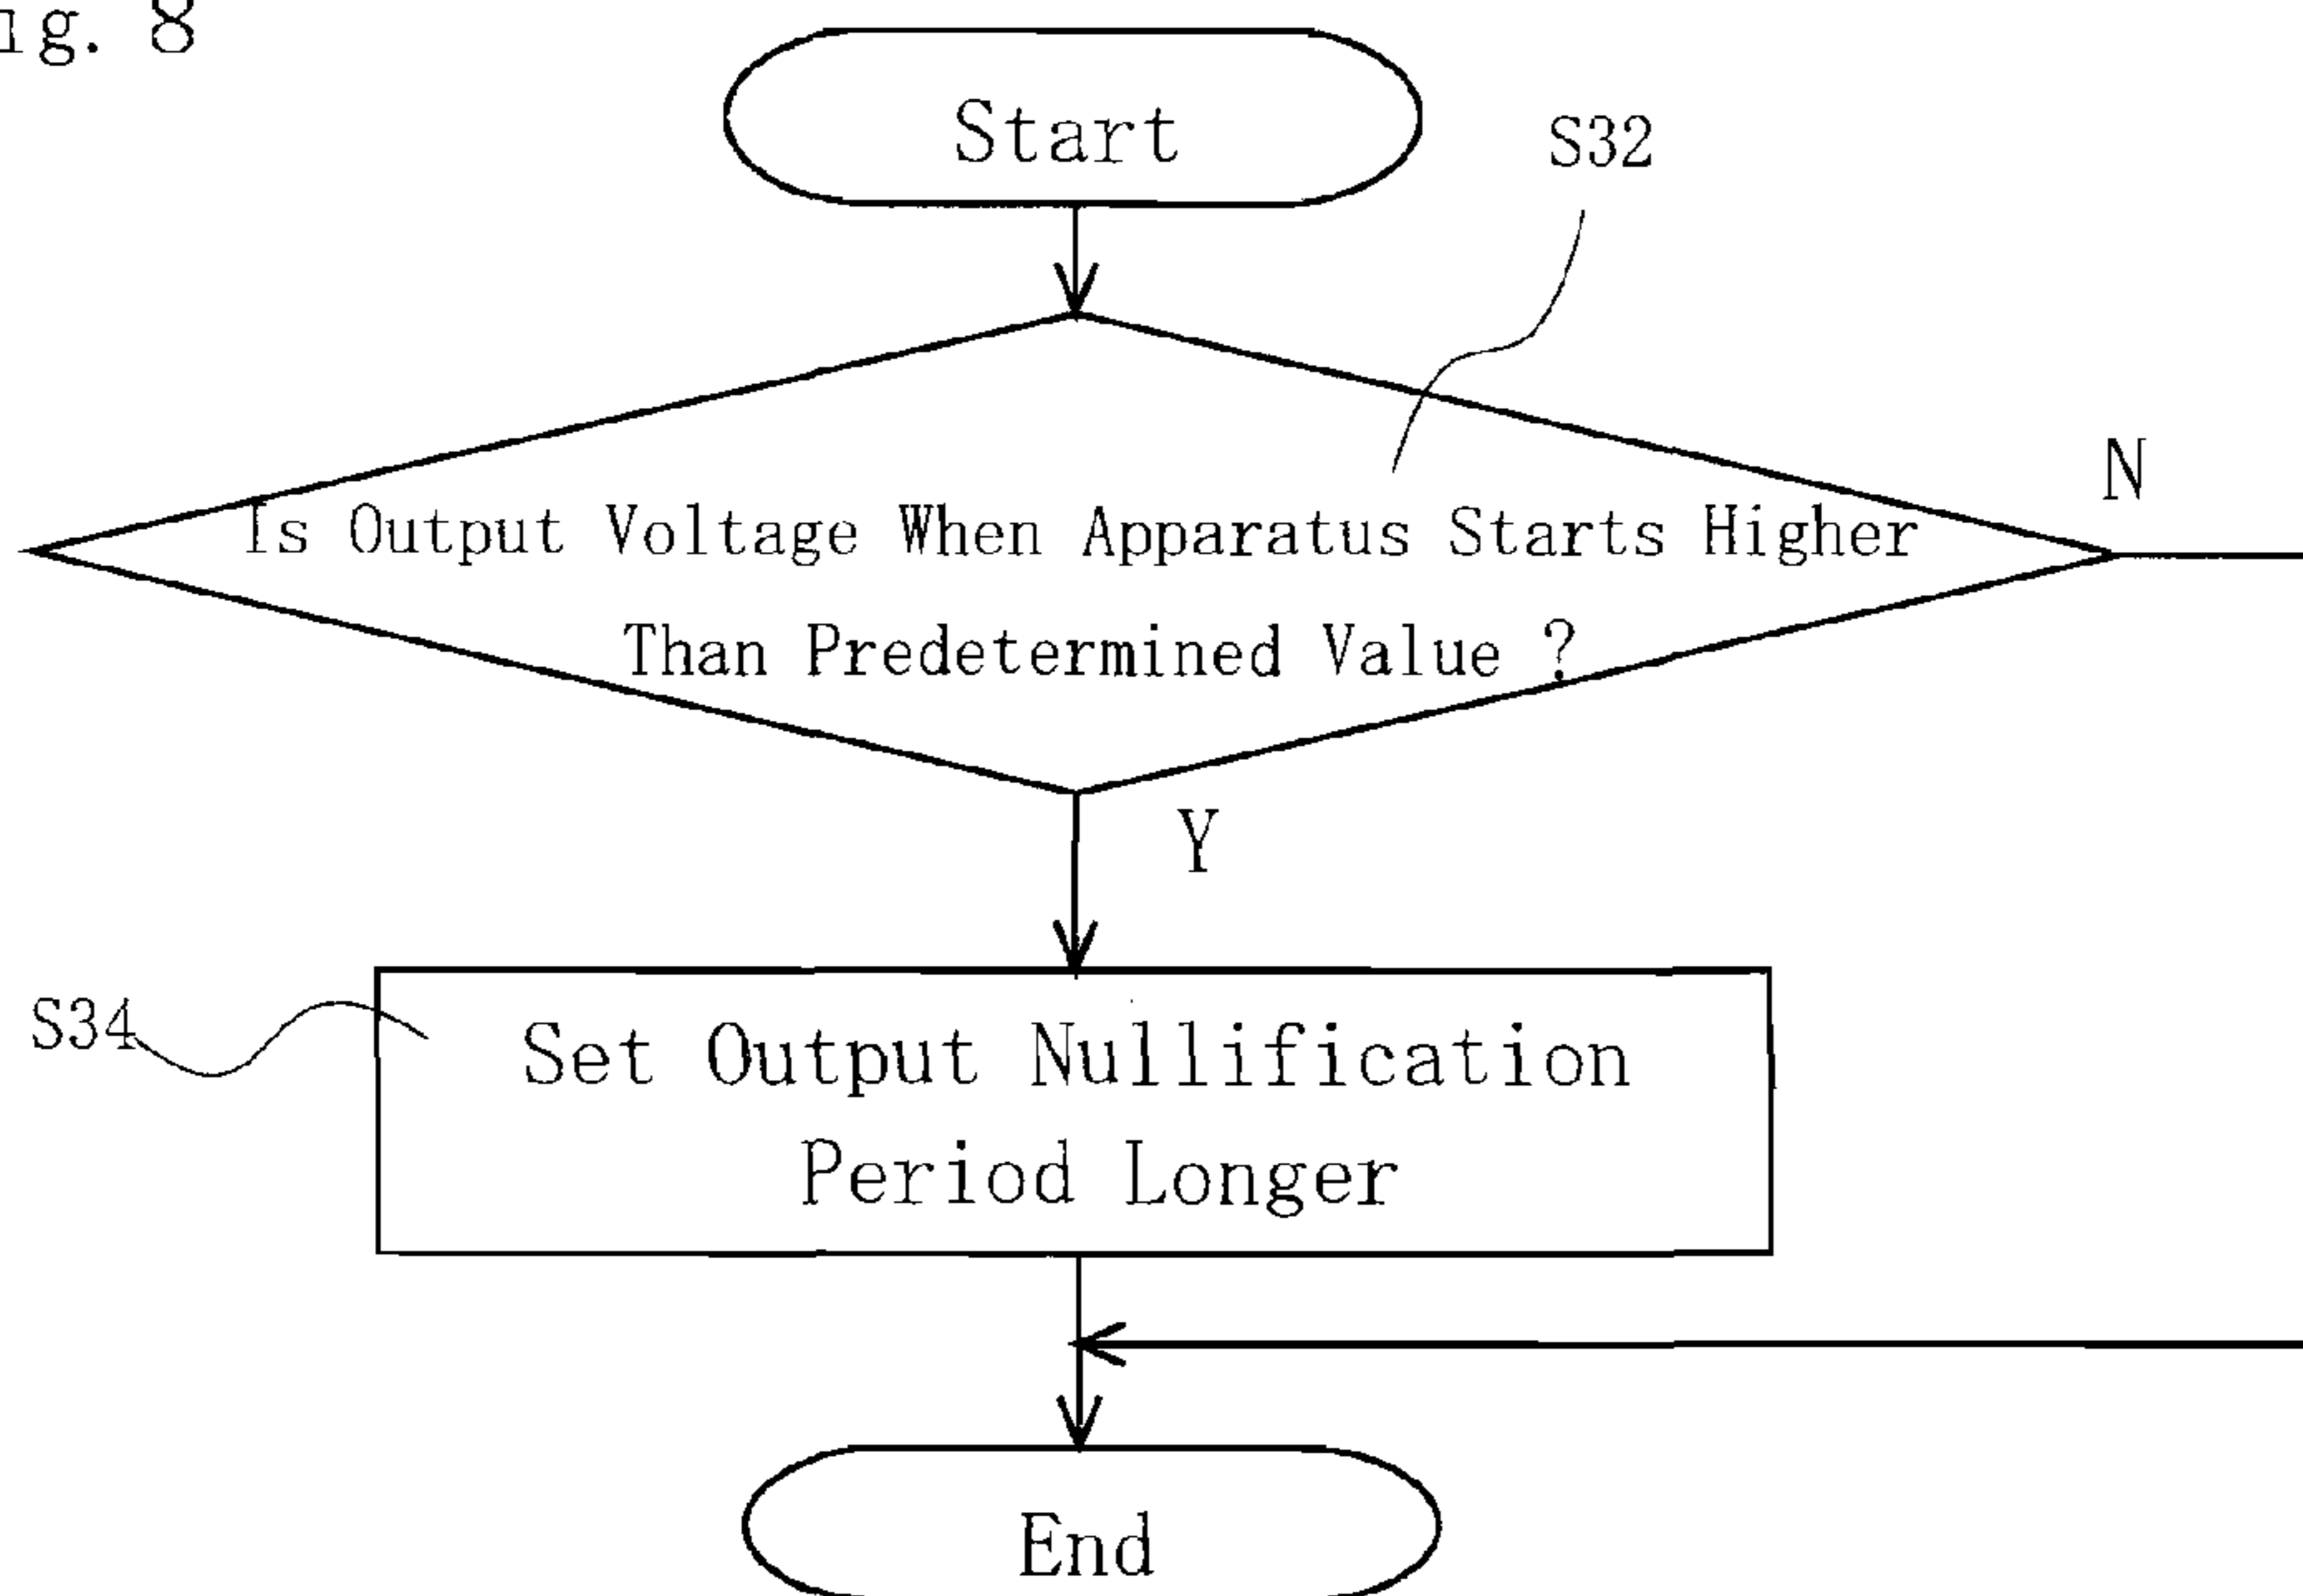 ig. 8
Start
S32
N
Is Output Voltage When Apparatus Starts Higher
Than Predetermined Value ?
Y
S34
Set Output Nullification
Period Longer
End